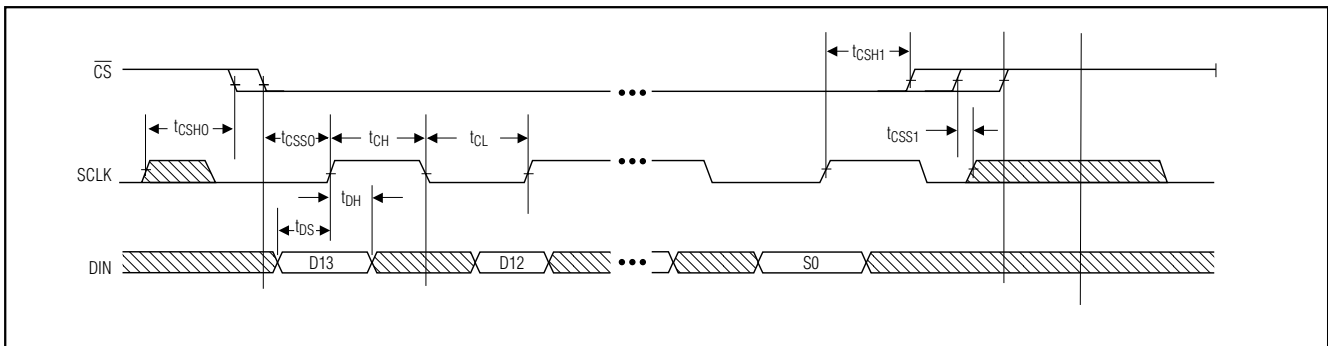 tCSH1
CS
•••
tCSH0
tCSS0
tCH
tCL
tCSS1
SCLK
•••
tDH
tDS
DIN
D13
D12
•••
S0